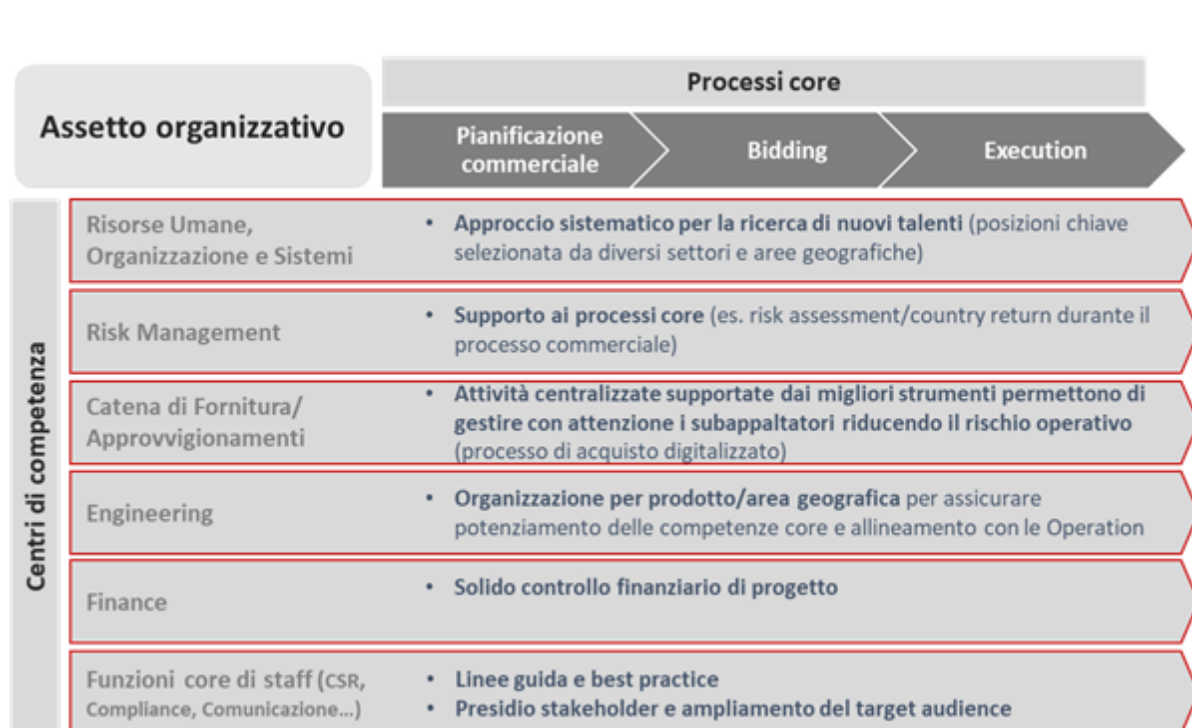 Assetto organizzativo
Processi core
Pianificazione
commerciale
Bidding
Execution
Centri di competenza
Risorse Umane,
Organizzazione e Sistemi
• Approccio sistematico per la ricerca di nuovi talenti (posizioni chiave
selezionata da diversi settori e aree geografiche)
Risk Management
• Supporto ai processi core (es. risk assessment/country return durante il
processo commerciale)
Catena di Fornitura/
Approvvigionamenti
• Attività centralizzate supportate dai migliori strumenti permettono di
gestire con attenzione i subappaltatori riducendo il rischio operativo
(processo di acquisto digitalizzato)
Engineering
• Organizzazione per prodotto/area geografica per assicurare
potenziamento delle competenze core e allineamento con le Operation
Finance
• Solido controllo finanziario di progetto
Funzioni core di staff (CSR,
Compliance, Comunicazione...)
• Linee guida e best practice
• Presidio stakeholder e ampliamento del target audience